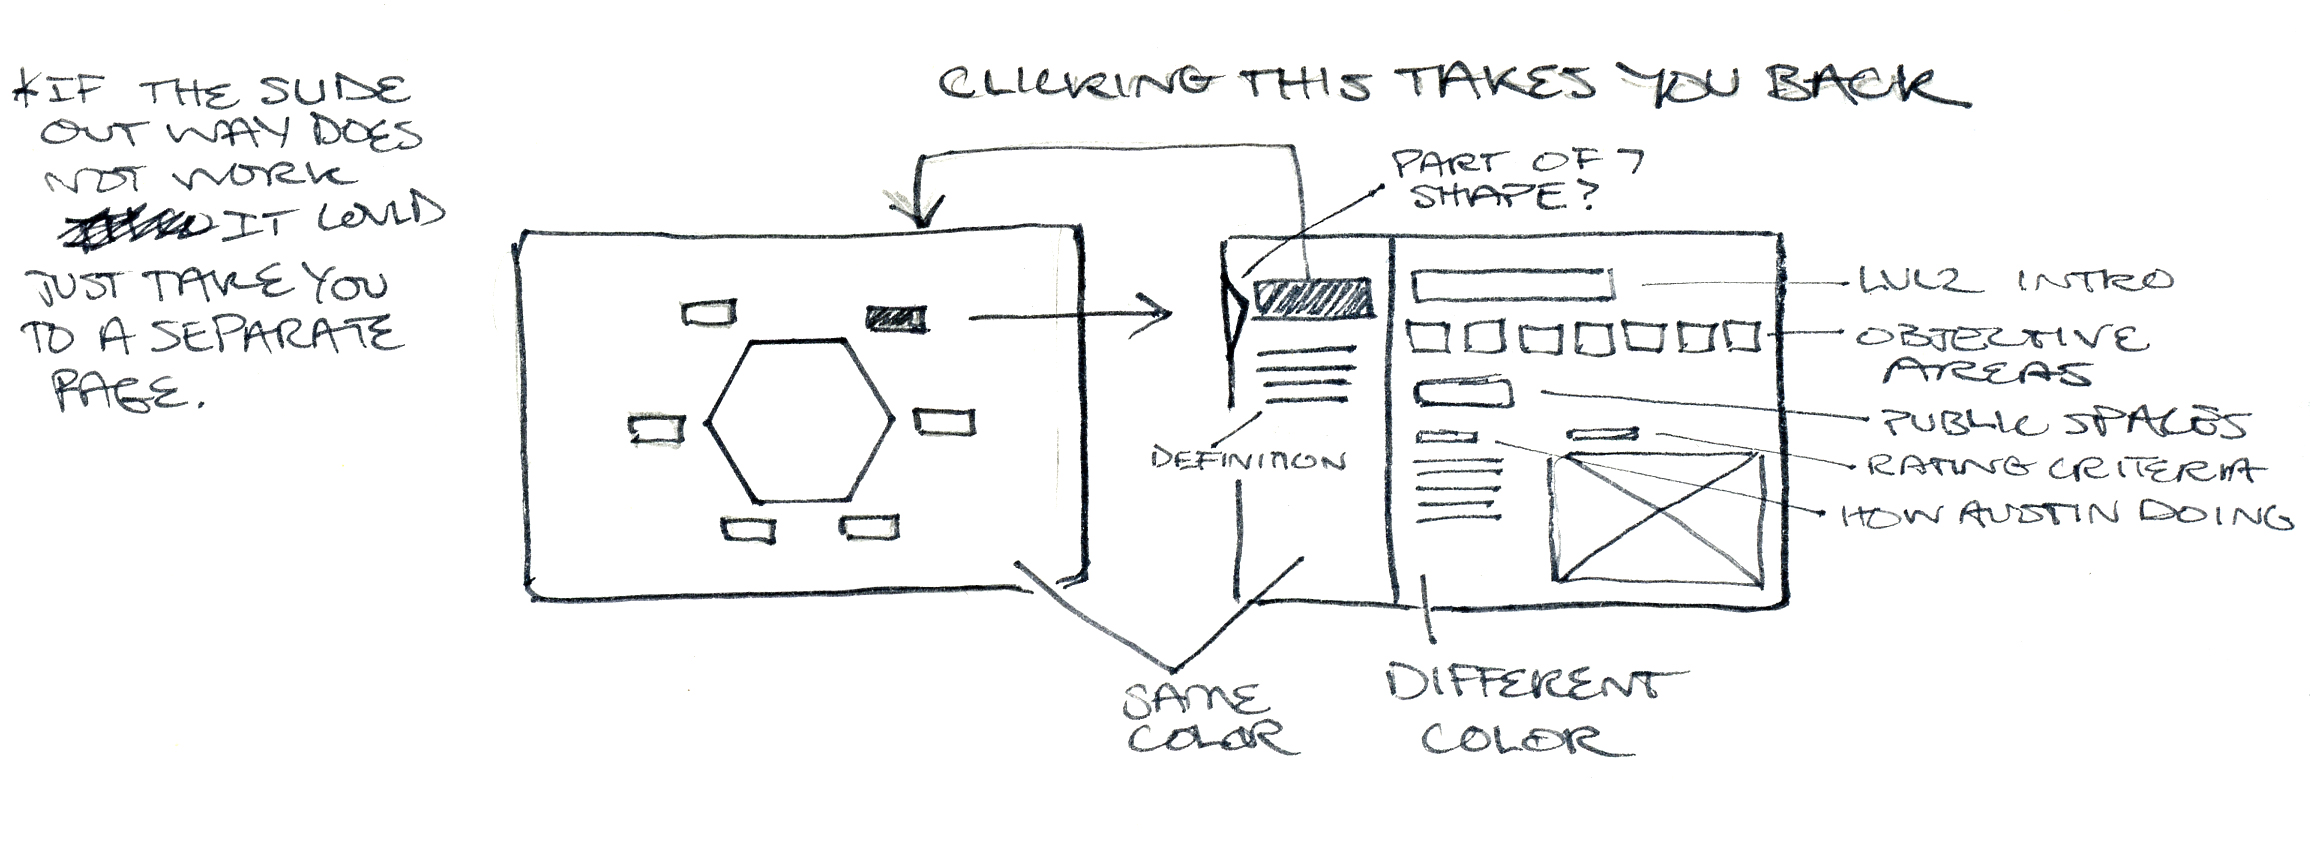 *IF THE SLIDE
OUT WAY DOES
NOT WORK
IT COULD
JUST TAKE YOU
TO A SEPARATE
PAGE.
CLICKING THIS TAKES YOU BACK
PART OF 7
SHAPE?
LVL2 INTRO
OBJECTIVE
AREAS
PUBLIC SPACES
RATING CRITERIA
HOW AUSTIN DOING
DEFINITION
SAME
COLOR
DIFFERENT
COLOR